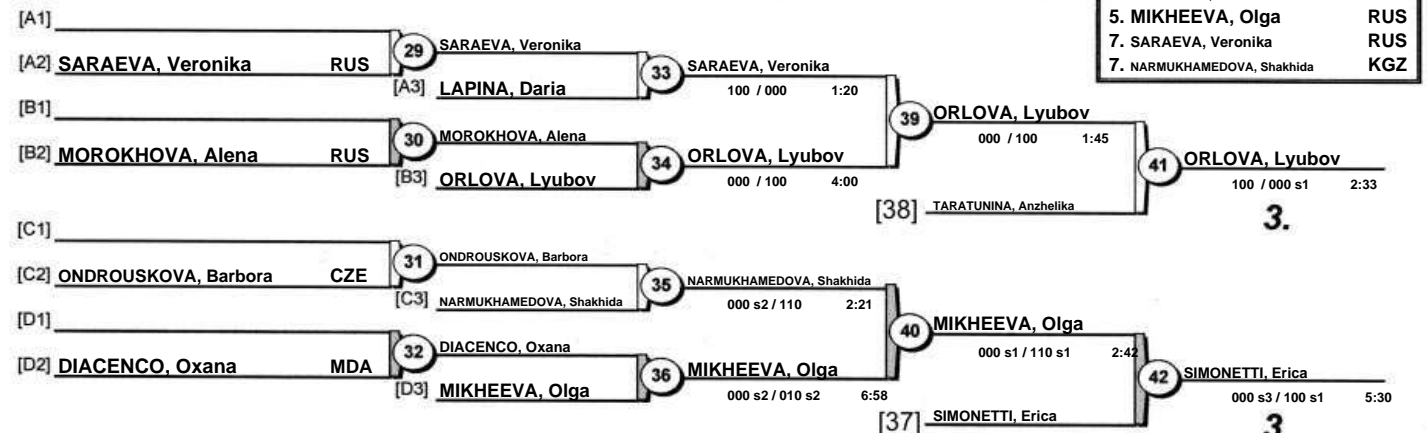 5. MIKHEEVA, Olga RUS
7. SARAEVA, Veronika RUS
7. NARMUKHAMEDOVA, Shakhida KGZ
[A1]
[A2] SARAEVA, Veronika RUS
29 SARAEVA, Veronika
[A3] LAPINA, Daria
33 SARAEVA, Veronika
100 / 000 1:20
[B1]
[B2] MOROKHOVA, Alena RUS
30 MOROKHOVA, Alena
[B3] ORLOVA, Lyubov
34 ORLOVA, Lyubov
000 / 100 4:00
39 ORLOVA, Lyubov
000 / 100 1:45
[38] TARATUNINA, Anzhelika
41 ORLOVA, Lyubov
100 / 000 s1 2:33
3.
[C1]
[C2] ONDROUSKOVA, Barbora CZE
31 ONDROUSKOVA, Barbora
[C3] NARMUKHAMEDOVA, Shakhida
35 NARMUKHAMEDOVA, Shakhida
000 s2 / 110 2:21
[D1]
[D2] DIACENCO, Oxana MDA
32 DIACENCO, Oxana
[D3] MIKHEEVA, Olga
36 MIKHEEVA, Olga
000 s2 / 010 s2 6:58
40 MIKHEEVA, Olga
000 s1 / 110 s1 2:42
[37] SIMONETTI, Erica
42 SIMONETTI, Erica
000 s3 / 100 s1 5:30
3